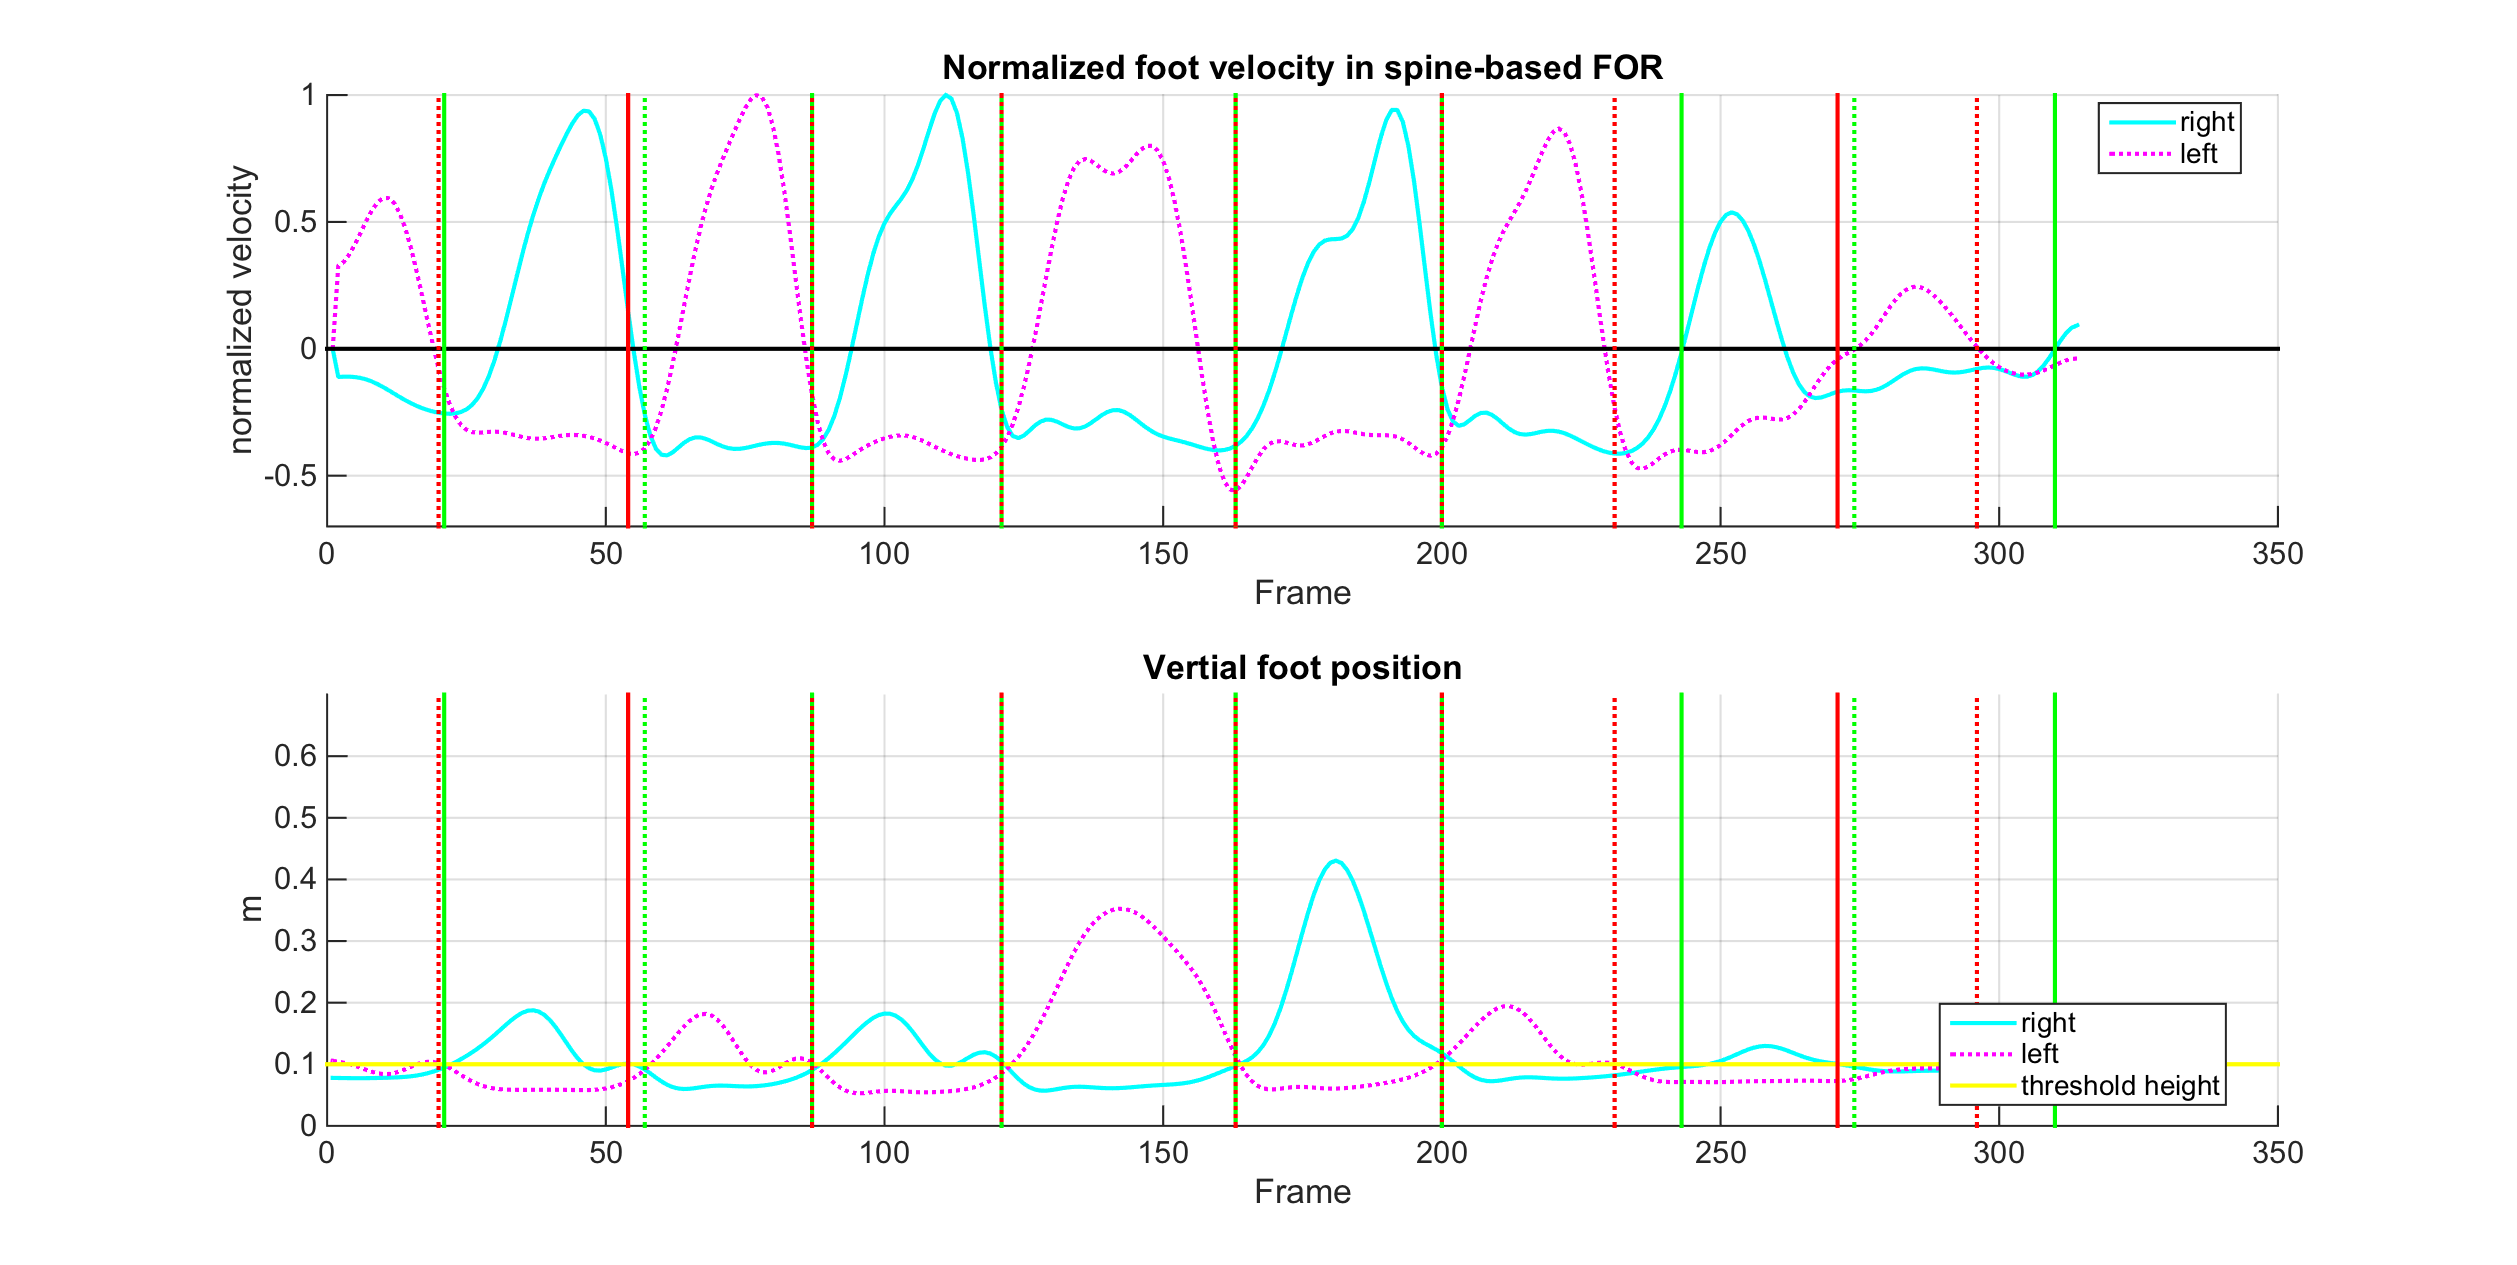 Normalized foot velocity in spine-based FOR
normalized velocity
1
0.5
0
-0.5
right
left
0 50 100 150 200 250 300 350
Frame
Vertial foot position
m
0.6
0.5
0.4
0.3
0.2
0.1
0
right
left
threshold height
0 50 100 150 200 250 300 350
Frame